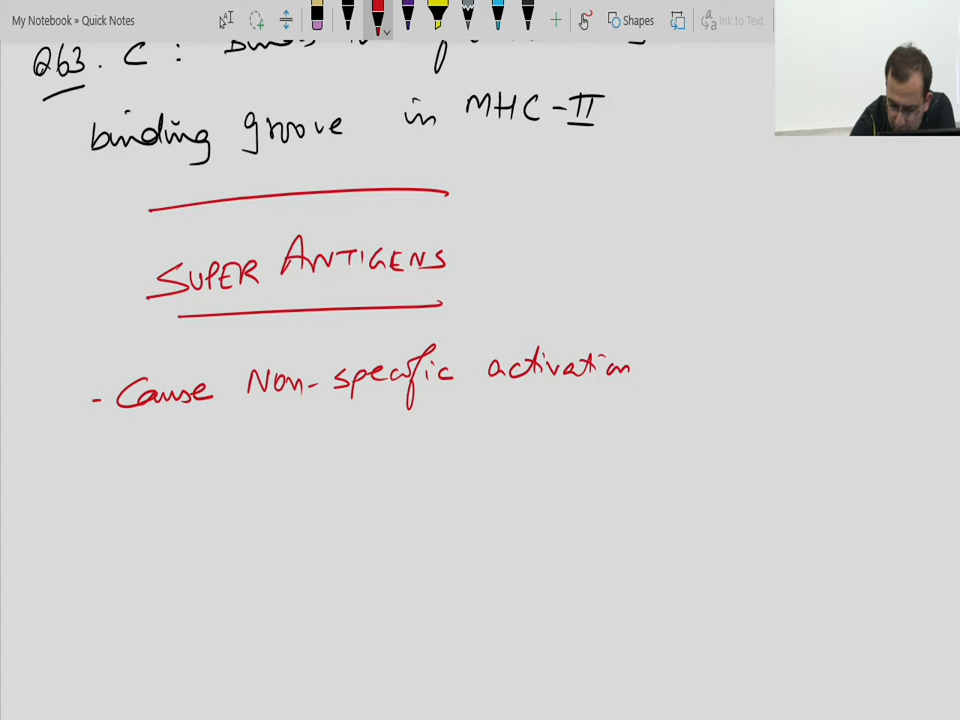 My Notebook » Quick Notes
Shapes
Ink to Text
Q63. C :
binding groove in MHC-II
SUPER ANTIGENS
- Cause Non-specific activation